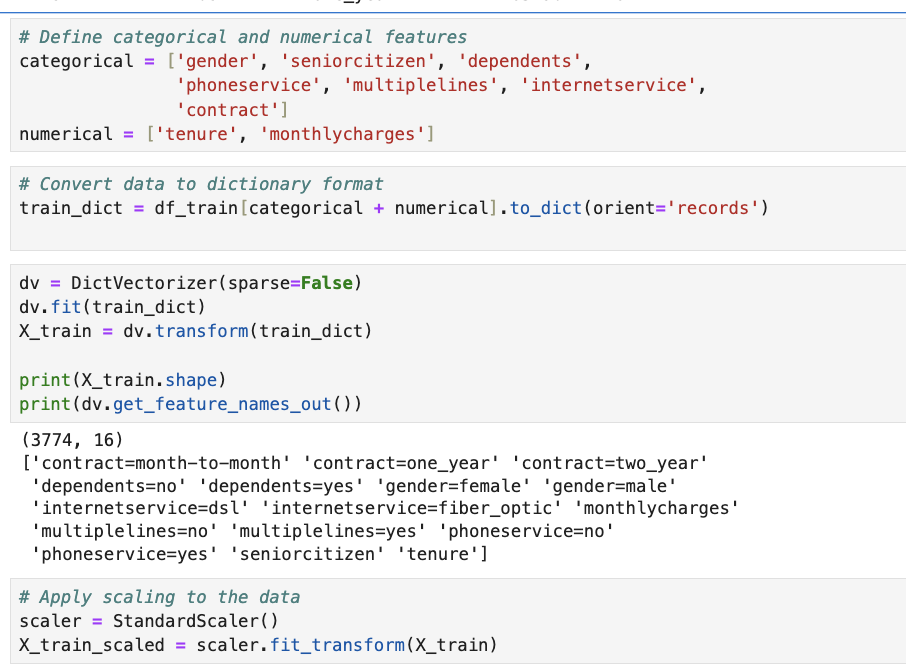 # Define categorical and numerical features
categorical = ['gender', 'seniorcitizen', 'dependents',
'phoneservice', 'multiplelines', 'internetservice',
'contract']
numerical = ['tenure', 'monthlycharges']
# Convert data to dictionary format
train_dict = df_train[categorical + numerical].to_dict(orient='records')
dv = DictVectorizer(sparse=False)
dv.fit(train_dict)
X_train = dv.transform(train_dict)
print(X_train.shape)
print(dv.get_feature_names_out())
(3774, 16)
['contract=month-to-month' 'contract=one_year' 'contract=two_year'
'dependents=no' 'dependents=yes' 'gender=female' 'gender=male'
'internetservice=dsl' 'internetservice=fiber_optic' 'monthlycharges'
'multiplelines=no' 'multiplelines=yes' 'phoneservice=no'
'phoneservice=yes' 'seniorcitizen' 'tenure']
# Apply scaling to the data
scaler = StandardScaler()
X_train_scaled = scaler.fit_transform(X_train)